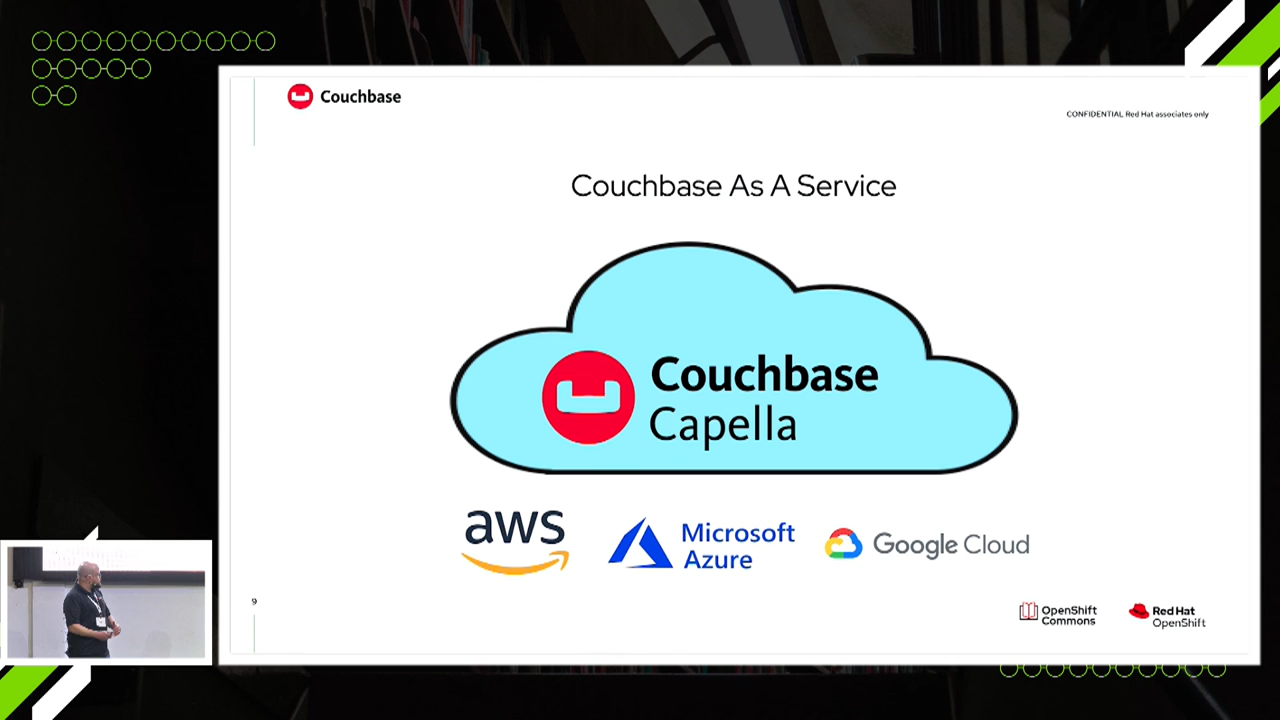 Couchbase
CONFIDENTIAL Red Hat associates only
Couchbase As A Service
Couchbase
Capella
aws
Microsoft
Azure
Google Cloud
9
OpenShift
Commons
Red Hat
OpenShift